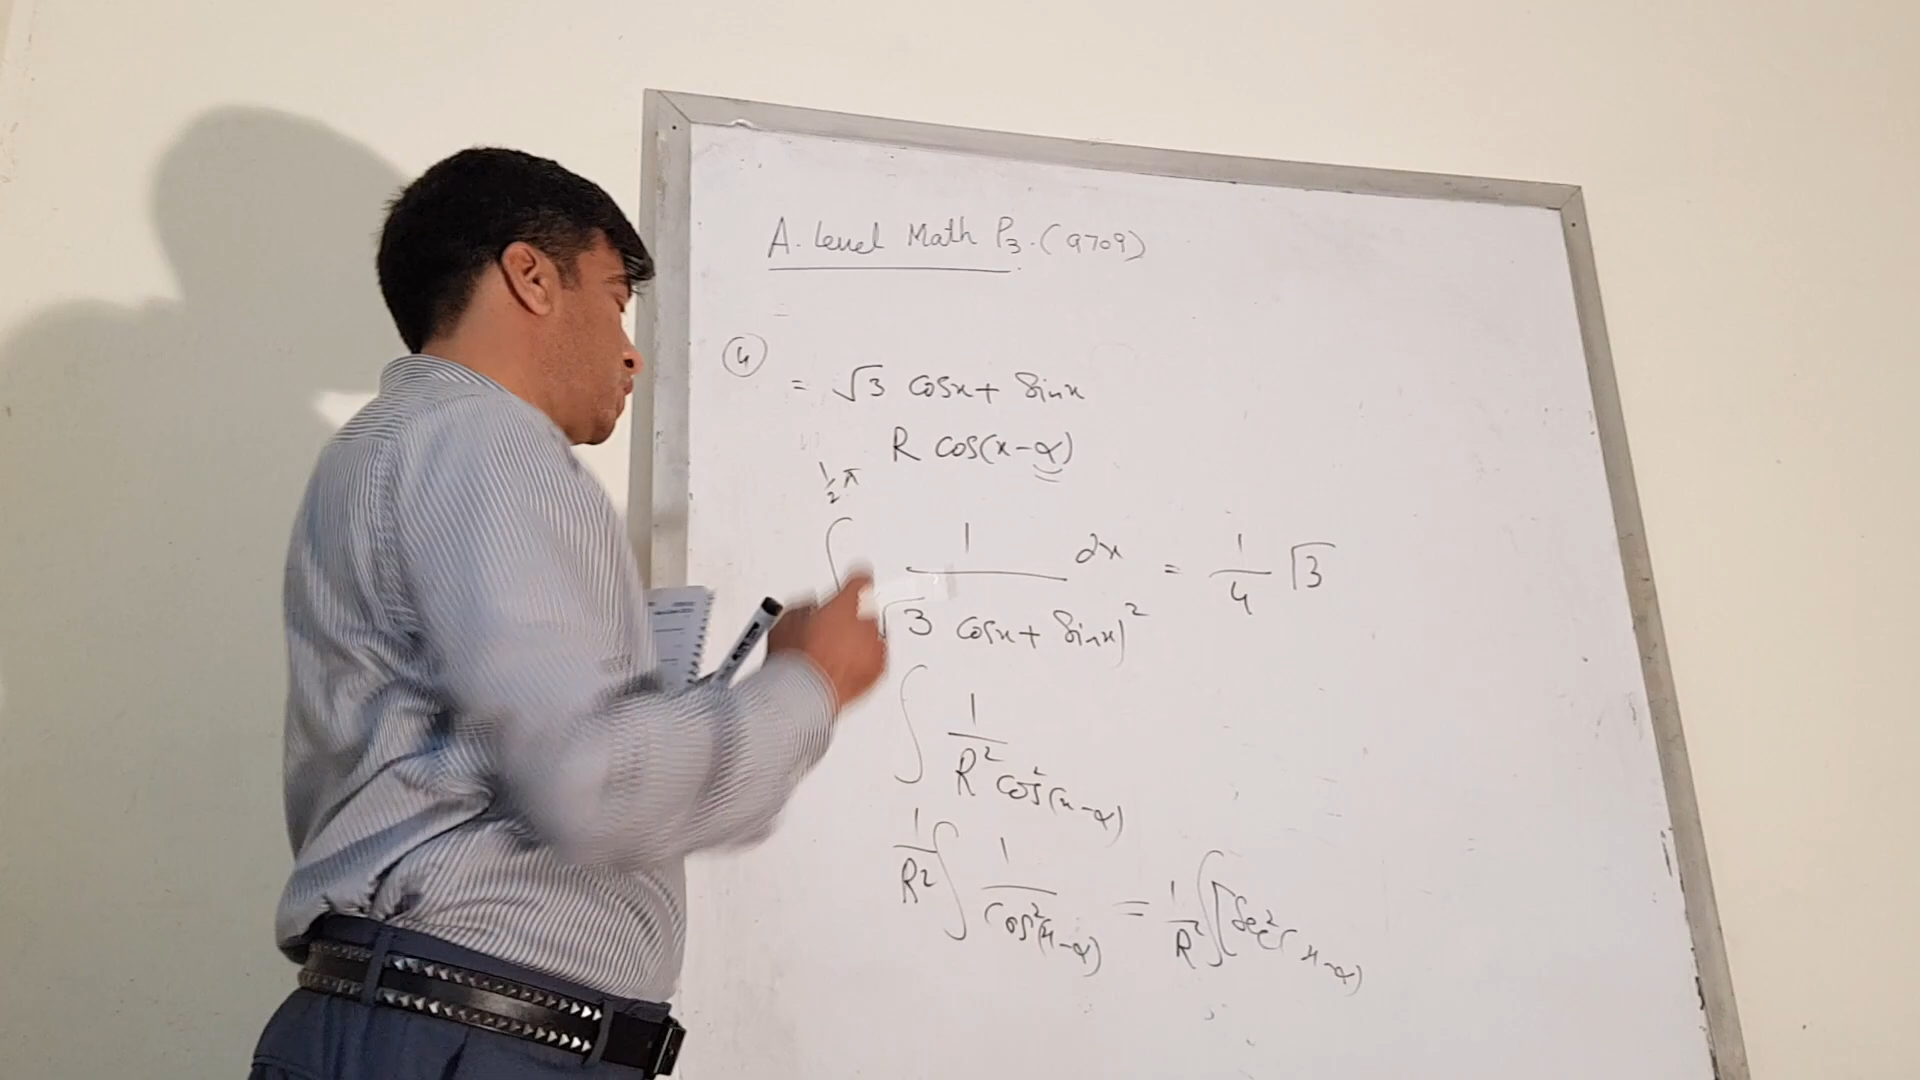 A. Level Math P3. (9709)
④
= √3 cosx + Sinx
R cos(x-α)
½π
∫ 1 dx = 1/4 √3
√3 cosx + Sinx)²
∫ 1/R² cos²(x-α)
1/R² ∫ 1/cos²(x-α) = 1/R² ∫[Sec²(x-α)